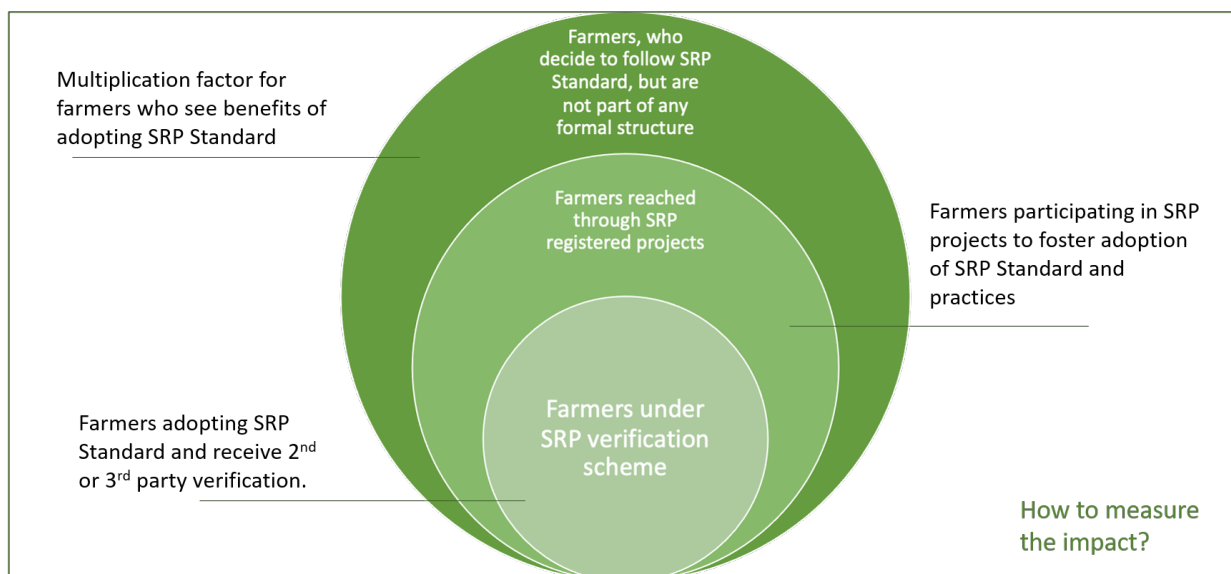 Farmers, who
decide to follow SRP
Standard, but are
not part of any
formal structure
Multiplication factor for
farmers who see benefits of
adopting SRP Standard
Farmers reached
through SRP
registered projects
Farmers participating in SRP
projects to foster adoption
of SRP Standard and
practices
Farmers under
SRP verification
scheme
Farmers adopting SRP
Standard and receive 2nd
or 3rd party verification.
How to measure
the impact?